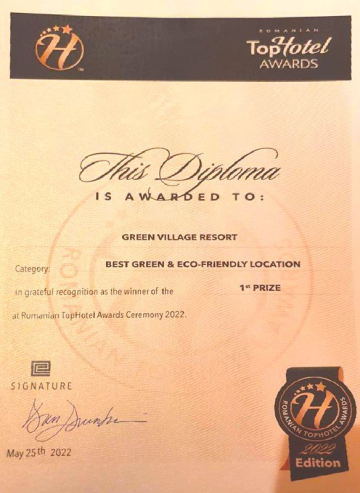 H
TM
ROMANIAN
TopHotel
AWARDS
This Diploma
IS AWARDED TO:
GREEN VILLAGE RESORT
Category: BEST GREEN & ECO-FRIENDLY LOCATION
in grateful recognition as the winner of the 1st PRIZE
at Rumanian TopHotel Awards Ceremony 2022.
ROMANIAN
SIGNATURE
May 25th 2022
ROMANIAN TOPHOTEL AWARDS
H
2022
Edition